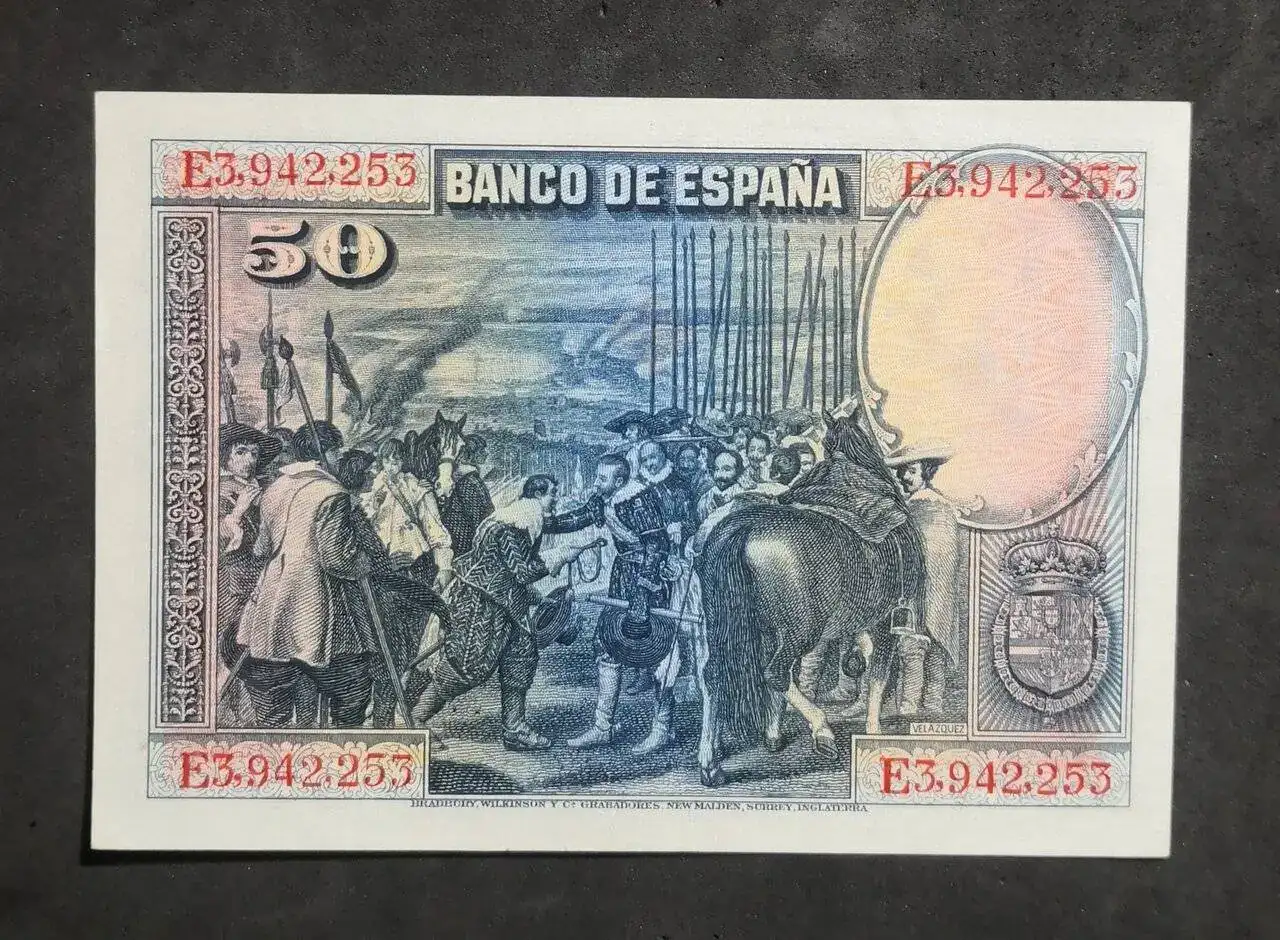 E3,942,253
BANCO DE ESPAÑA
E3,942,253
50
VELAZQUEZ
E3,942,253
E3,942,253
BRADBURY, WILKINSON Y Cª GRABADORES. NEW MALDEN, SURREY, INGLATERRA